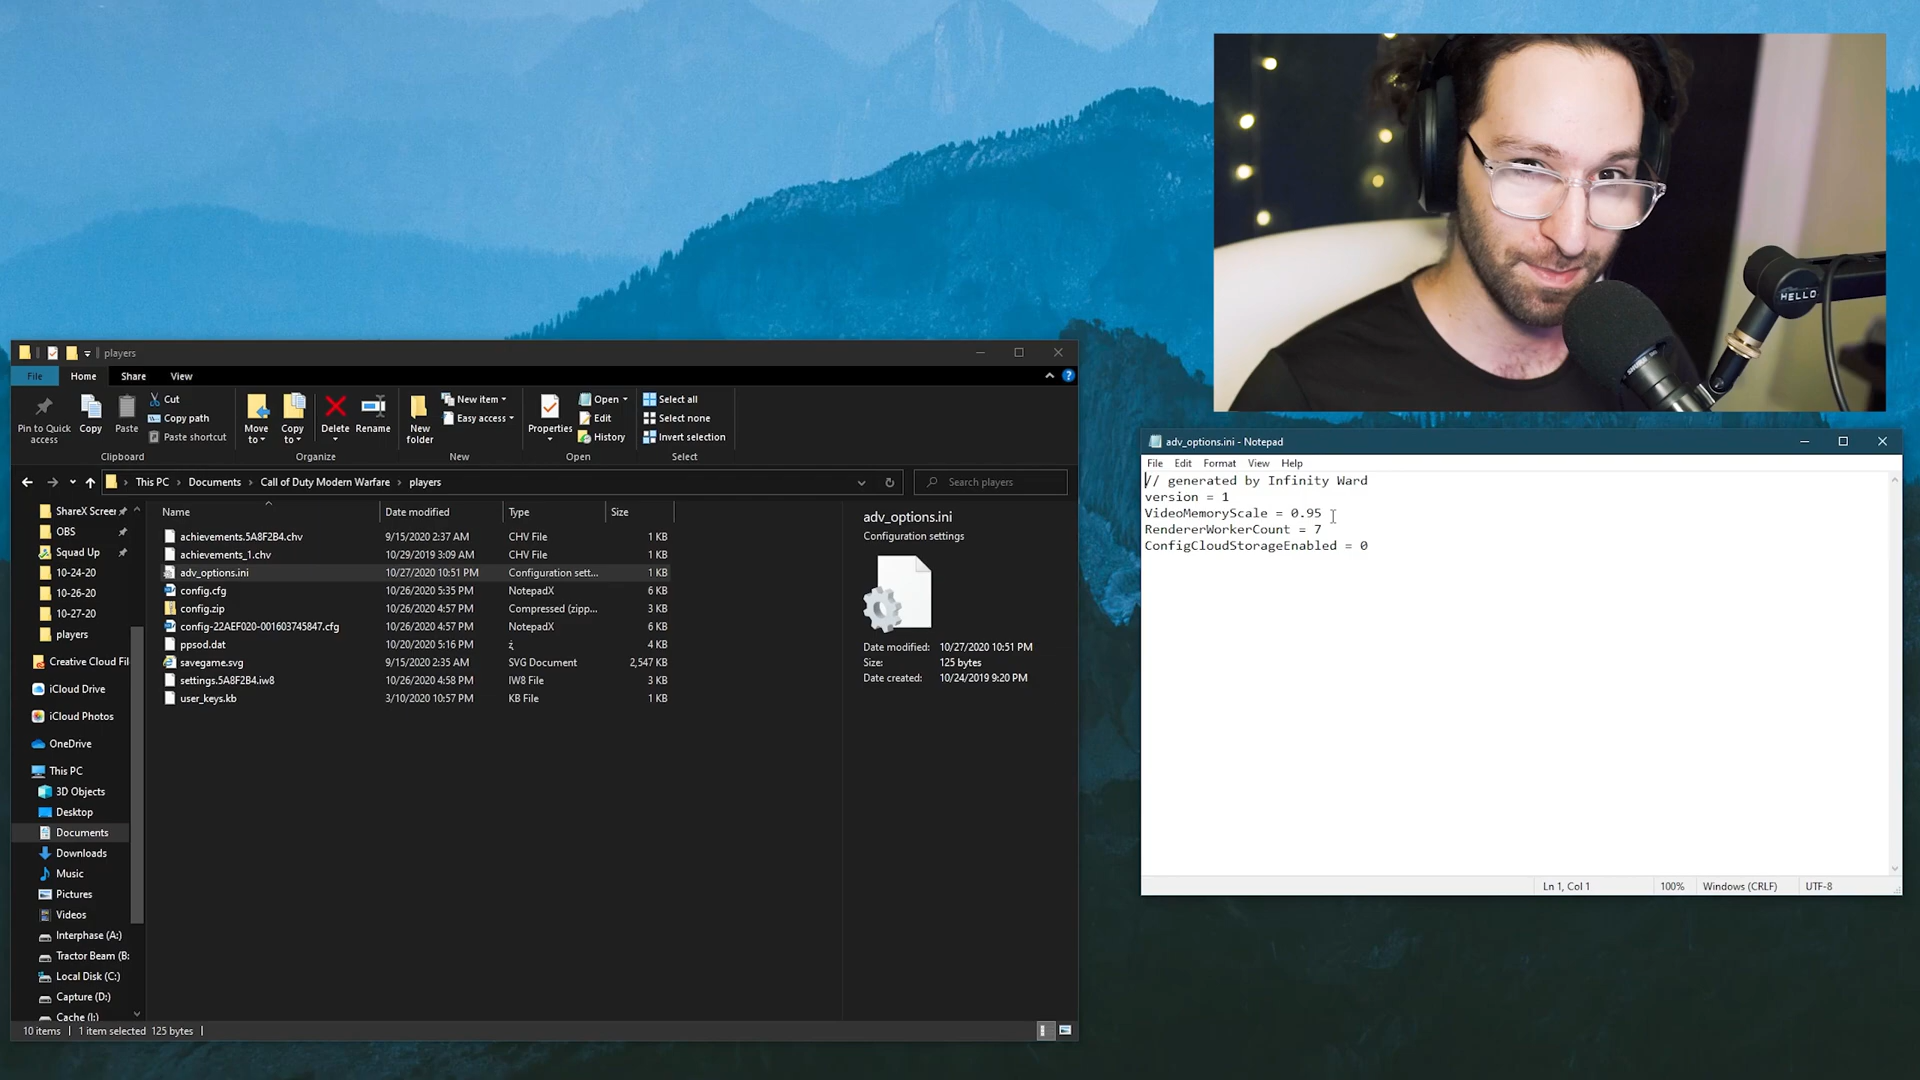 players
File Home Share View
Pin to Quick access
Copy
Paste
Cut
Copy path
Paste shortcut
Clipboard
Move to
Copy to
Delete
Rename
Organize
New folder
New item
Easy access
New
Properties
Open
Edit
History
Open
Select all
Select none
Invert selection
Select
This PC > Documents > Call of Duty Modern Warfare > players
Search players
ShareX Screen
OBS
Squad Up
10-24-20
10-26-20
10-27-20
players
Creative Cloud Fil
iCloud Drive
iCloud Photos
OneDrive
This PC
3D Objects
Desktop
Documents
Downloads
Music
Pictures
Videos
Interphase (A:)
Tractor Beam (B:
Local Disk (C:)
Capture (D:)
Cache (I:)
Name Date modified Type Size
achievements.5A8F2B4.chv 9/15/2020 2:37 AM CHV File 1 KB
achievements_1.chv 10/29/2019 3:09 AM CHV File 1 KB
adv_options.ini 10/27/2020 10:51 PM Configuration sett... 1 KB
config.cfg 10/26/2020 5:35 PM NotepadX 6 KB
config.zip 10/26/2020 4:57 PM Compressed (zipp... 3 KB
config-22AEF020-001603745847.cfg 10/26/2020 4:57 PM NotepadX 6 KB
ppsod.dat 10/20/2020 5:16 PM ż 4 KB
savegame.svg 9/15/2020 2:35 AM SVG Document 2,547 KB
settings.5A8F2B4.iw8 10/26/2020 4:58 PM IW8 File 3 KB
user_keys.kb 3/10/2020 10:57 PM KB File 1 KB
adv_options.ini
Configuration settings
Date modified: 10/27/2020 10:51 PM
Size: 125 bytes
Date created: 10/24/2019 9:20 PM
10 items 1 item selected 125 bytes
HELLO
adv_options.ini - Notepad
File Edit Format View Help
// generated by Infinity Ward
version = 1
VideoMemoryScale = 0.95
RendererWorkerCount = 7
ConfigCloudStorageEnabled = 0
Ln 1, Col 1 100% Windows (CRLF) UTF-8